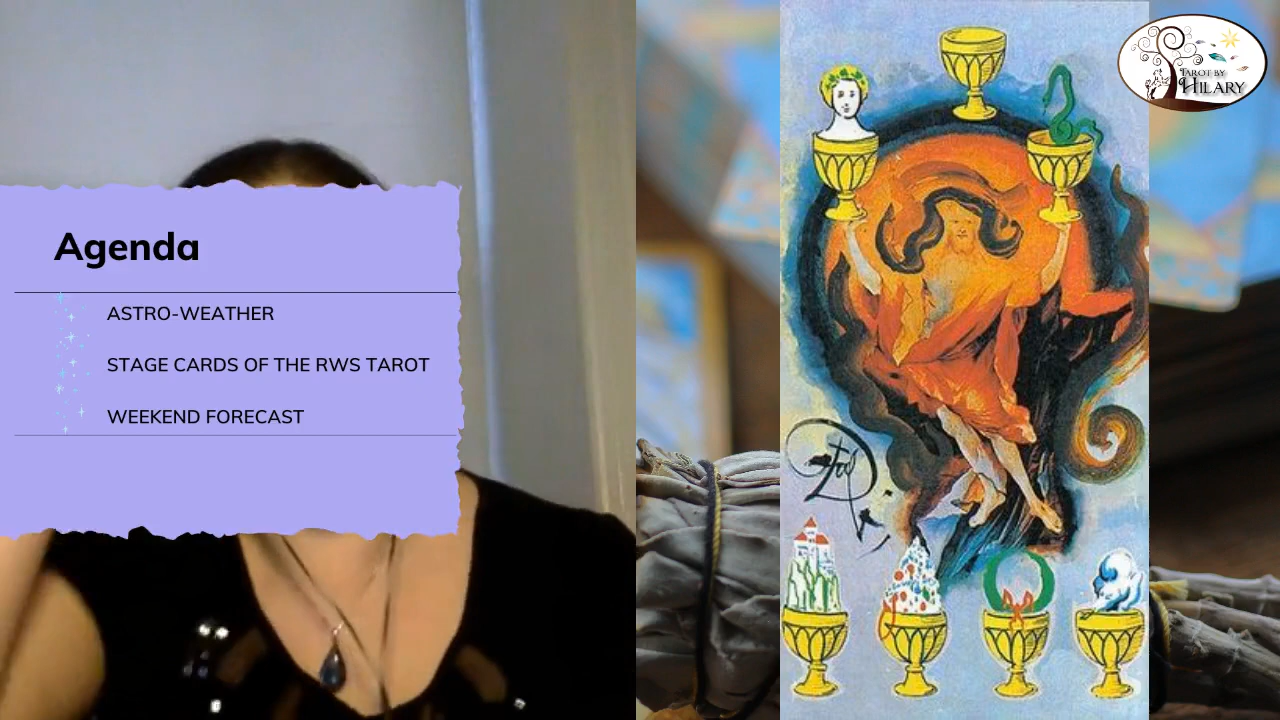 Agenda
ASTRO-WEATHER
STAGE CARDS OF THE RWS TAROT
WEEKEND FORECAST
TAROT BY
HILARY